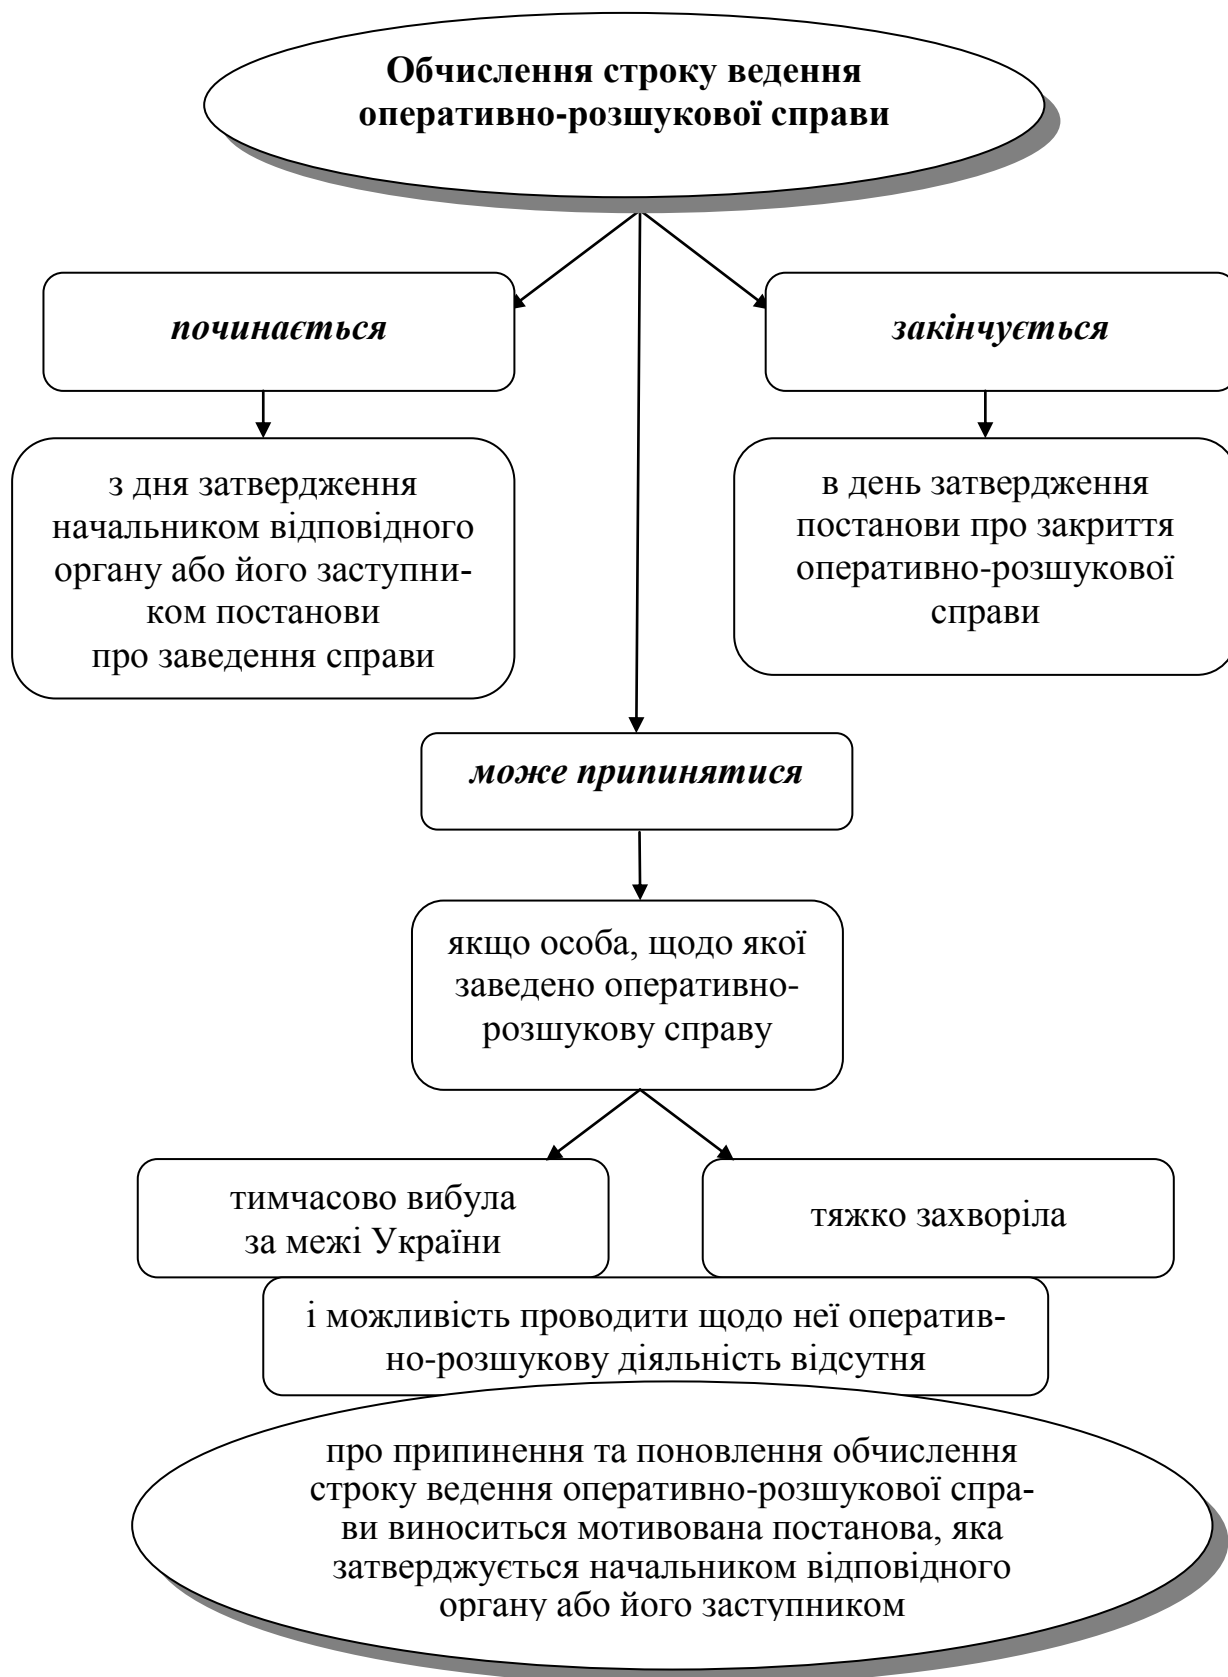 Обчислення строку ведення
оперативно-розшукової справи
починається
закінчується
з дня затвердження
начальником відповідного
органу або його заступни-
ком постанови
про заведення справи
в день затвердження
постанови про закриття
оперативно-розшукової
справи
може припинятися
якщо особа, щодо якої
заведено оперативно-
розшукову справу
тимчасово вибула
за межі України
тяжко захворіла
і можливість проводити щодо неї оператив-
но-розшукову діяльність відсутня
про припинення та поновлення обчислення
строку ведення оперативно-розшукової спра-
ви виноситься мотивована постанова, яка
затверджується начальником відповідного
органу або його заступником